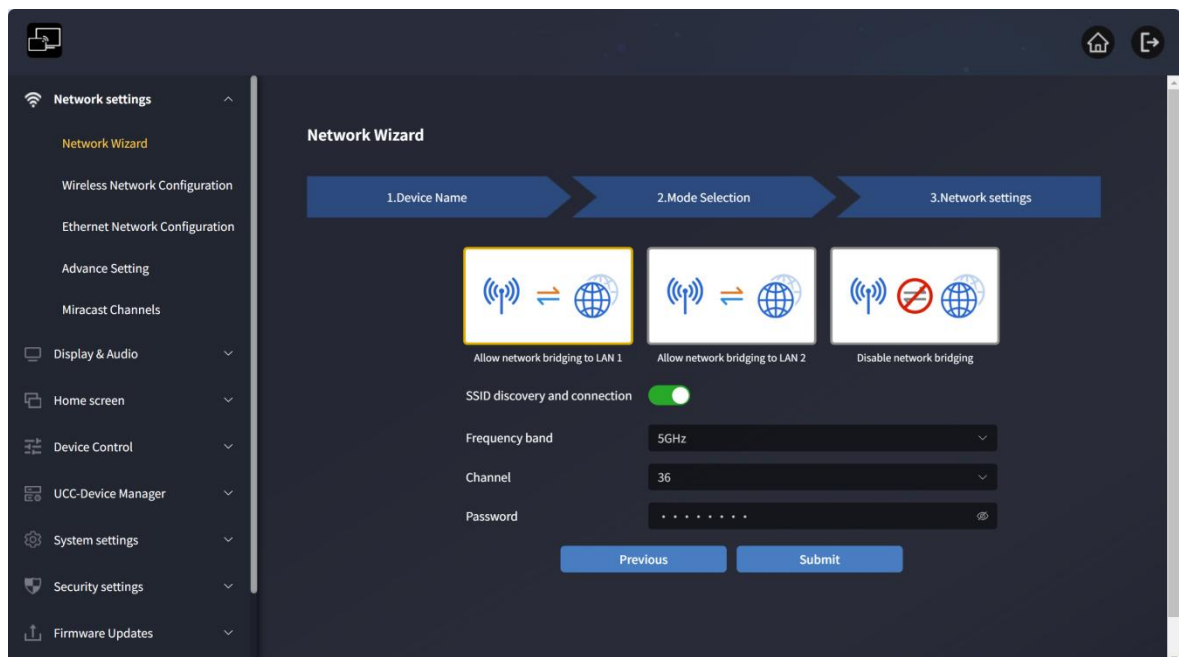 Network settings
Network Wizard
Wireless Network Configuration
Ethernet Network Configuration
Advance Setting
Miracast Channels
Display & Audio
Home screen
Device Control
UCC-Device Manager
System settings
Security settings
Firmware Updates
Network Wizard
1.Device Name
2.Mode Selection
3.Network settings
Allow network bridging to LAN 1
Allow network bridging to LAN 2
Disable network bridging
SSID discovery and connection
Frequency band
5GHz
Channel
36
Password
• • • • • • • •
Previous
Submit